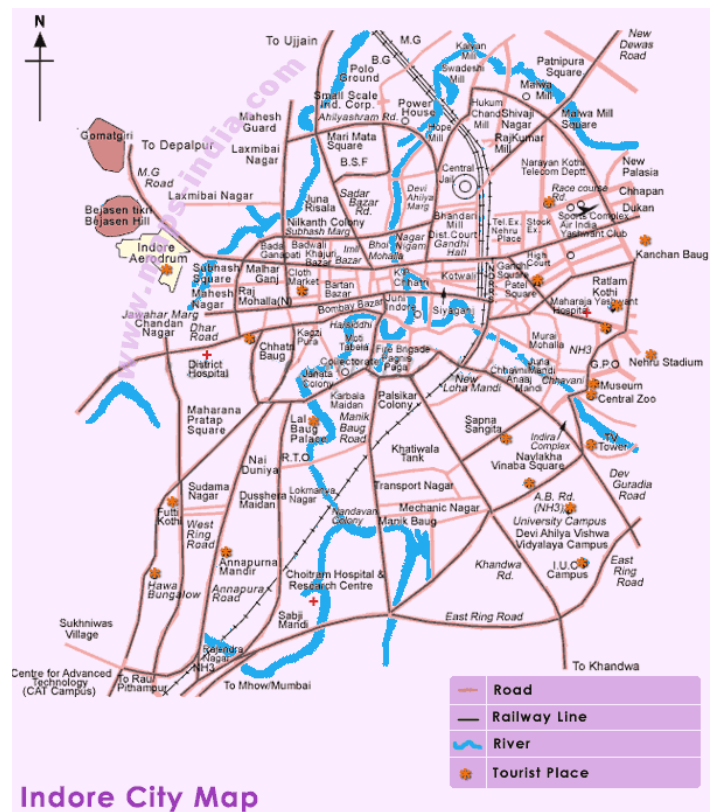 N
To Ujjain
M.G
B.G
Kalyan
Mill
Swadeshi
Mill
New
Dewas
Road
Patnipura
Square
Polo
Ground
Small Scale
Ind. Corp.
Power
House
Ahilyashram Rd.
Malwa
Mill
Hukum
Chand
Mill
Shivaji
Nagar
Malwa Mill
Square
Mahesh
Guard
Mari Mata
Square
Hope
Mill
RajKumar
Mill
Gomatgiri
To Depalpur
Laxmibai
Nagar
B.S.F
Central
Jail
Narayan Kothi
Telecom Deptt
New
Palasia
M.G
Road
Laxmibai Nagar
Juna
Risala
Sadar
Bazar
Rd.
Devi
Ahilya
Marg
Race course
Rd.
Chhapan
Dukan
Bejasen tikri
Bejasen Hill
Nilkanth Colony
Subhash Marg
Nagar
Nigam
Bhandari
Mill
Dist.Court
Gandhi
Hall
Tel.Ex.
Nehru
Place
Stock
Ex.
Sports Complex
Air India
Yashwant Club
Indore
Aerodrum
Bada
Ganapati
Badwali
Khajuri
Bazar
Imli
Bazar
Bhoi
Mohalla
High
Court
Kanchan Baug
Subhash
Square
Malhar
Ganj
Cloth
Market
Bartan
Bazar
Chhatri
Kotwali
Gandhi
Square
Patel
Square
Ratlam
Kothi
Mahesh
Nagar
Raj
Mohalla(N)
Bombay Bazar
Juni
Indore
Siyaganj
Maharaja Yashwant
Hospital
Jawahar Marg
Chandan
Nagar
Dhar
Road
Chhatri
Baug
Kagzi
Pura
Harsiddhi
Moti
Tabela
Fire Brigade
Pagnis
Paga
Murai
Mohalla
NH3
District
Hospital
Collectorate
Janata
Colony
Juna
Mandi
Chhawni
Anaaj
Mandi
Chhavani
G.P.O
Nehru Stadium
New
Loha Mandi
Museum
Central Zoo
Maharana
Pratap
Square
Karbala
Maidan
Palsikar
Colony
Lal
Baug
Palace
Manik
Baug
Road
Sapna
Sangita
Indira
Complex
TV
Tower
Nai
Duniya
R.T.O
Khatiwala
Tank
Navlakha
Vinaba Square
Dev
Guradia
Road
Sudama
Nagar
Dusshera
Maidan
Lokmanya
Nagar
Transport Nagar
A.B. Rd.
(NH3)
Futti
Kothi
West
Ring
Road
Nandavan
Colony
Mechanic Nagar
Manik Baug
University Campus
Devi Ahilya Vishwa
Vidyalaya Campus
Annapurna
Mandir
Choitram Hospital &
Research Centre
Khandwa
Rd.
I.U.O
Campus
East
Ring
Road
Hawa
Bungalow
Annapura
Road
Sabji
Mandi
East Ring Road
Sukhniwas
Village
Rajendra
Nagar
NH3
Centre for Advanced
Technology
(CAT Campus)
To Rau
Pithampur
To Mhow/Mumbai
To Khandwa
Road
Railway Line
River
Tourist Place
Indore City Map
www.maps-india.com